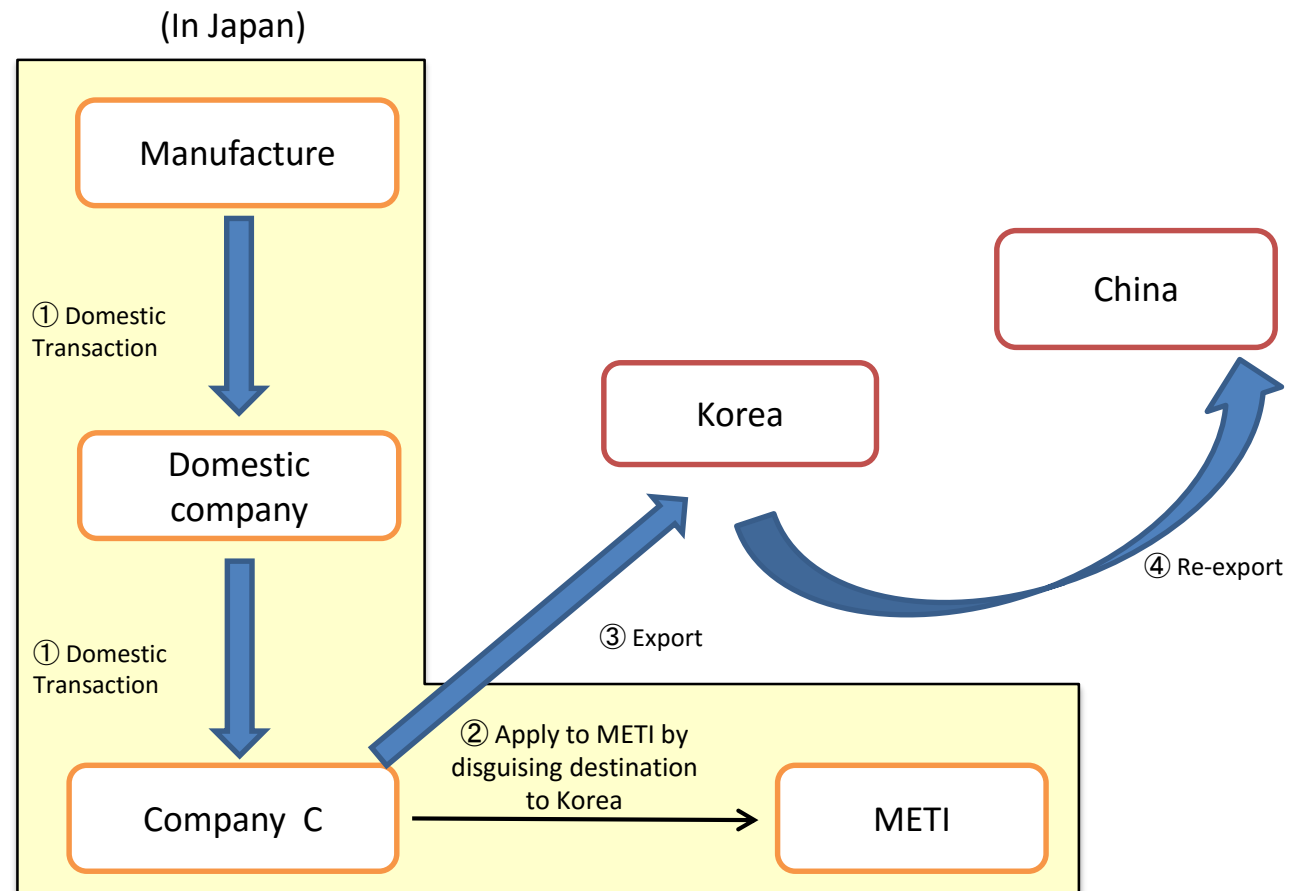 (In Japan)
Manufacture
① Domestic
Transaction
Domestic
company
① Domestic
Transaction
Company C
② Apply to METI by
disguising destination
to Korea
METI
③ Export
Korea
④ Re-export
China